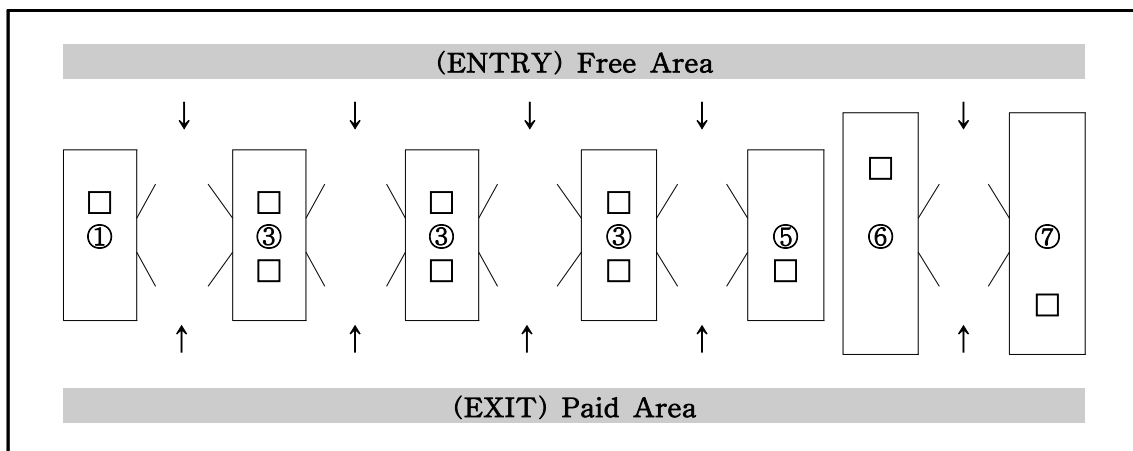 (ENTRY) Free Area
① ③ ③ ③ ⑤ ⑥ ⑦
(EXIT) Paid Area